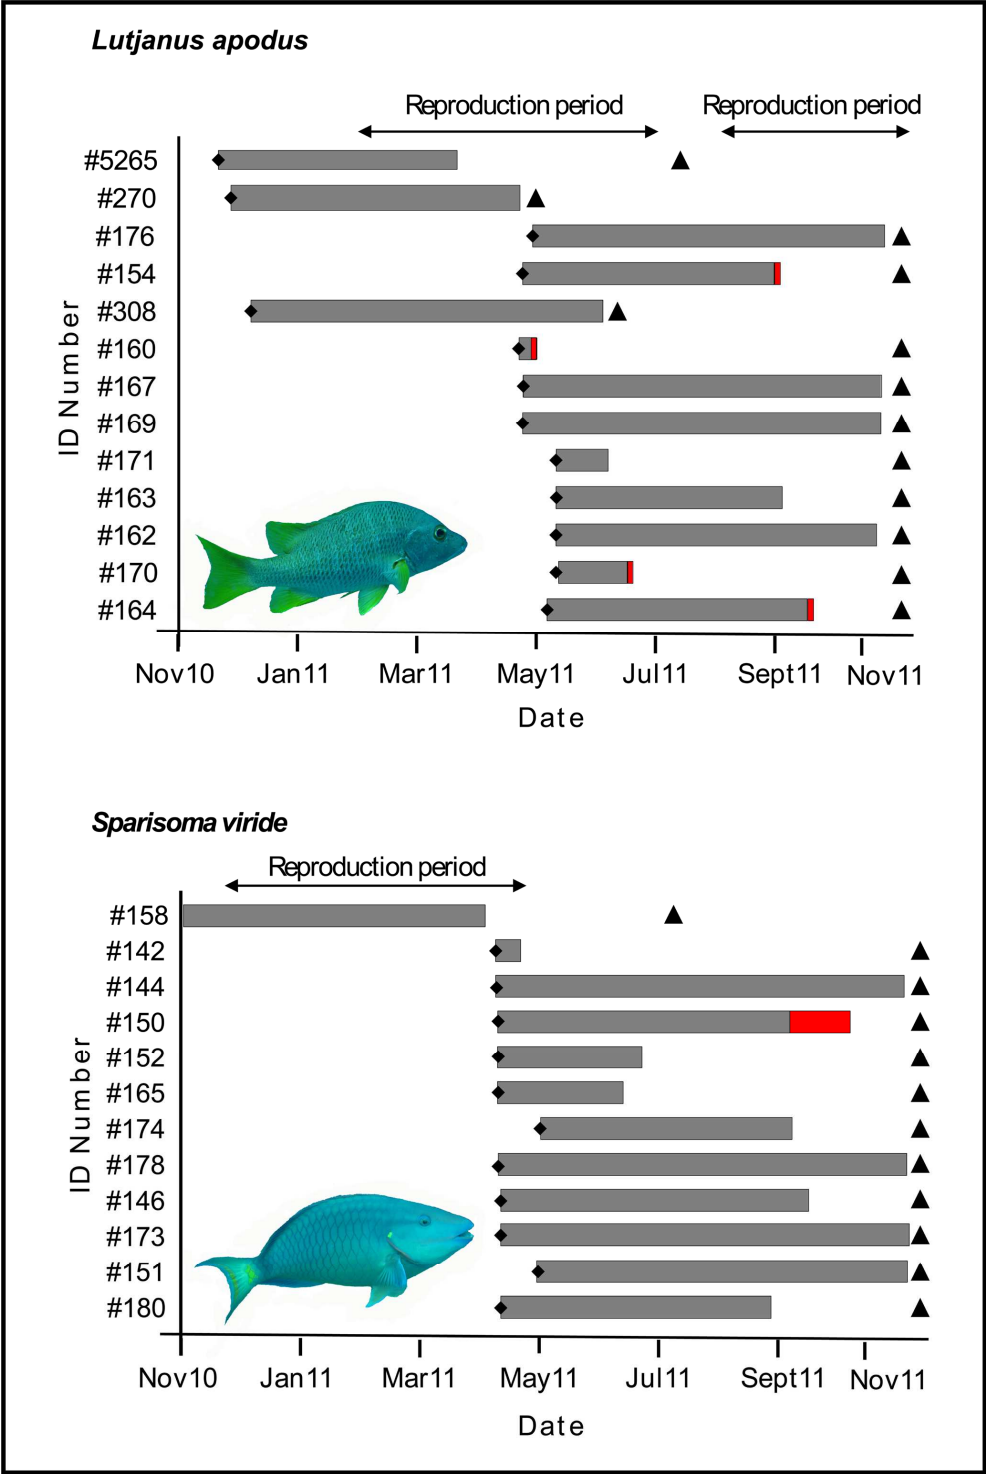 Lutjanus apodus
Reproduction period Reproduction period
#5265
#270
#176
#154
#308
#160
#167
#169
#171
#163
#162
#170
#164
ID Number
Nov10 Jan11 Mar11 May11 Jul11 Sept11 Nov11
Date
Sparisoma viride
Reproduction period
#158
#142
#144
#150
#152
#165
#174
#178
#146
#173
#151
#180
ID Number
Nov10 Jan11 Mar11 May11 Jul11 Sept11 Nov11
Date